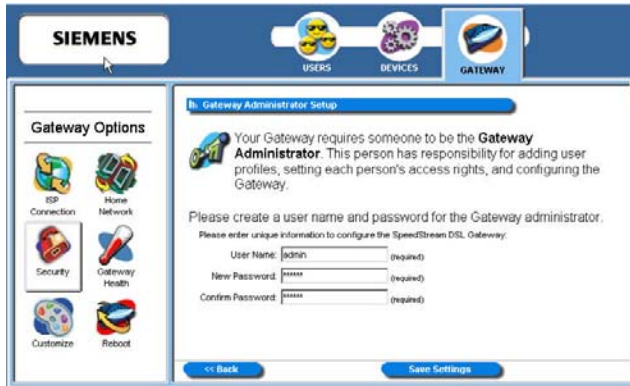 SIEMENS
USERS
DEVICES
GATEWAY
Gateway Options
ISP
Connection
Home
Network
Security
Gateway
Health
Customize
Reboot
Gateway Administrator Setup
Your Gateway requires someone to be the Gateway
Administrator. This person has responsibility for adding user
profiles, setting each person's access rights, and configuring the
Gateway.
Please create a user name and password for the Gateway administrator.
Please enter unique information to configure the SpeedStream DSL Gateway:
User Name: admin (required)
New Password: ****** (required)
Confirm Password: ****** (required)
<< Back
Save Settings